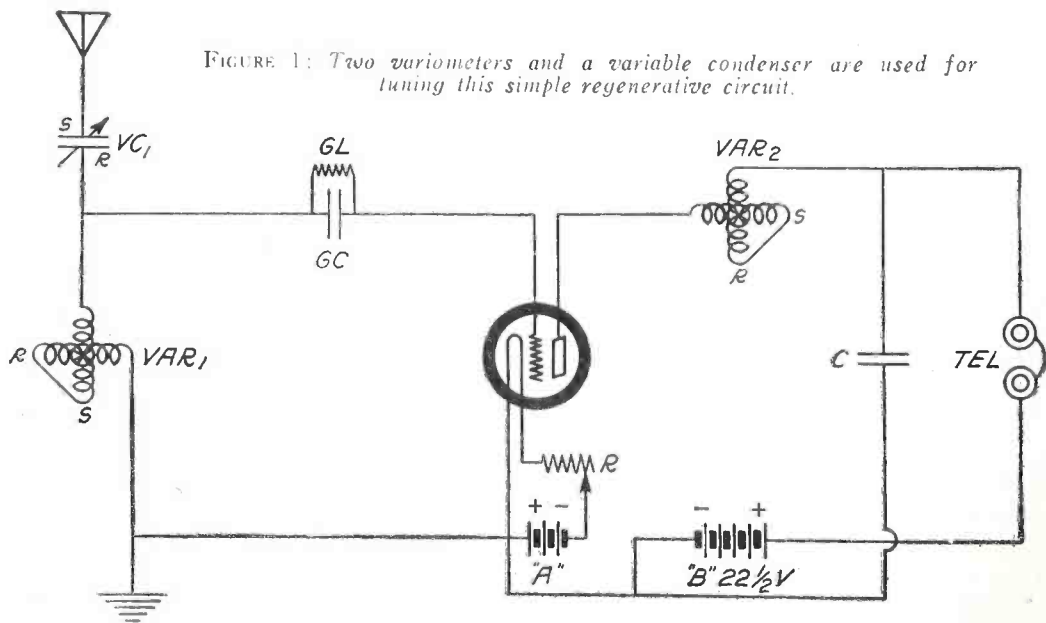 FIGURE 1: Two variometers and a variable condenser are used for
tuning this simple regenerative circuit.
S
VC1
R
GL
GC
VAR2
S
R
R
VAR1
S
C
TEL
R
+ -
"A"
- +
"B" 22½V